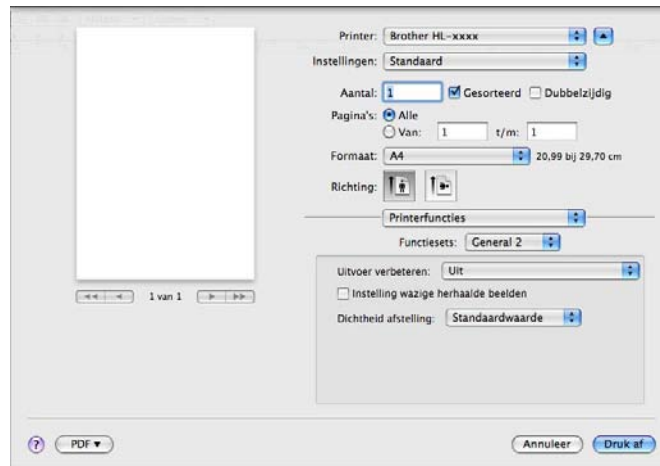 Printer: Brother HL-xxxx
Instellingen: Standaard
Aantal: 1 Gesorteerd Dubbelzijdig
Pagina's: Alle
Van: 1 t/m: 1
Formaat: A4 20,99 bij 29,70 cm
Richting:
Printerfuncties
Functiesets: General 2
Uitvoer verbeteren: Uit
Instelling wazige herhaalde beelden
Dichtheid afstelling: Standaardwaarde
1 van 1
? PDF ▾ Annuleer Druk af